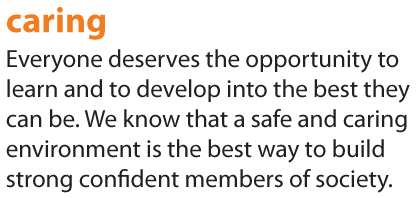 caring
Everyone deserves the opportunity to
learn and to develop into the best they
can be. We know that a safe and caring
environment is the best way to build
strong confident members of society.